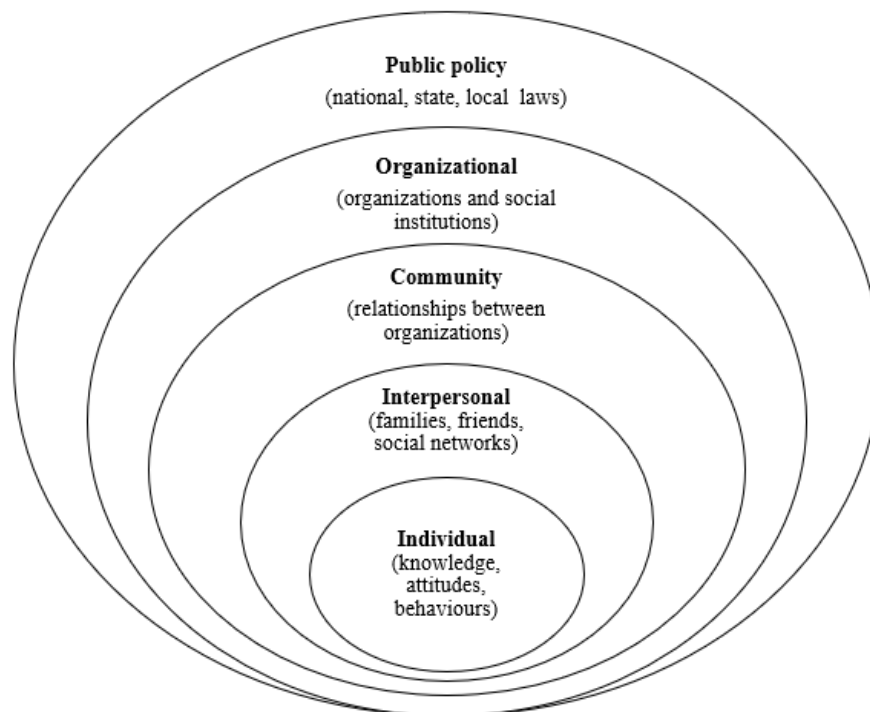 Public policy
(national, state, local laws)
Organizational
(organizations and social
institutions)
Community
(relationships between
organizations)
Interpersonal
(families, friends,
social networks)
Individual
(knowledge,
attitudes,
behaviours)